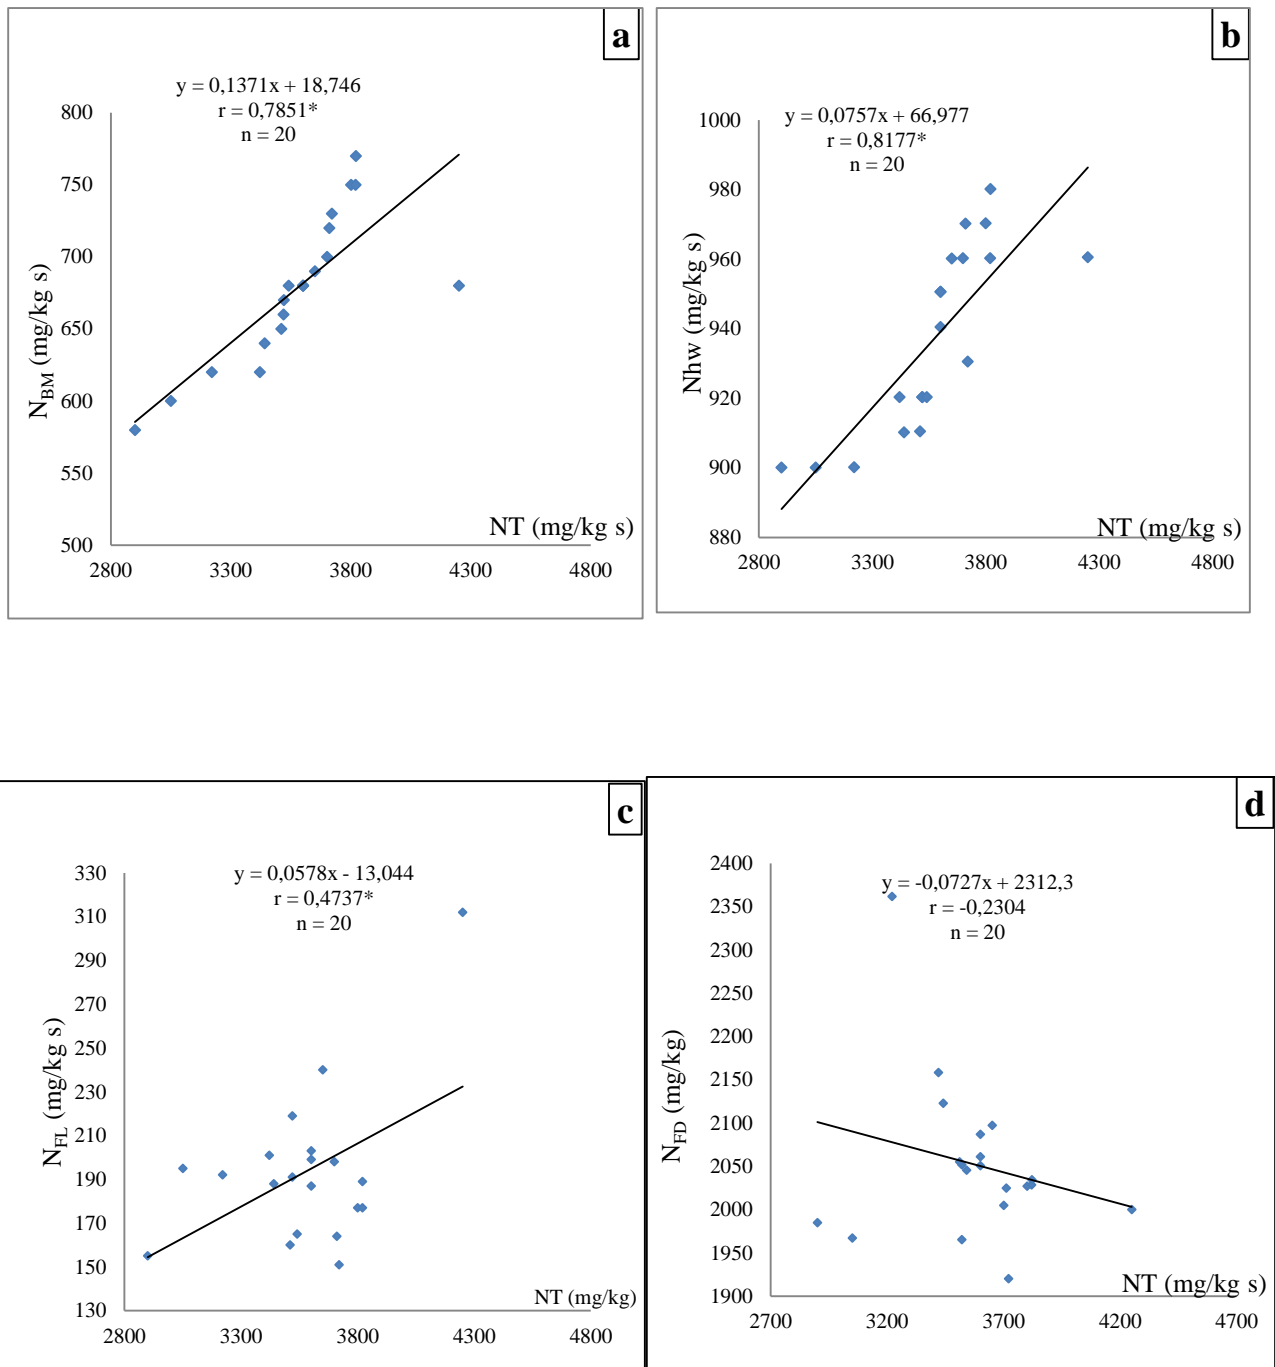 a
y = 0,1371x + 18,746
r = 0,7851*
n = 20
800
750
700
650
600
550
500
N_BM (mg/kg s)
NT (mg/kg s)
2800 3300 3800 4300 4800
b
y = 0,0757x + 66,977
r = 0,8177*
n = 20
1000
980
960
940
920
900
880
Nhw (mg/kg s)
NT (mg/kg s)
2800 3300 3800 4300 4800
c
y = 0,0578x - 13,044
r = 0,4737*
n = 20
330
310
290
270
250
230
210
190
170
150
130
N_FL (mg/kg s)
NT (mg/kg)
2800 3300 3800 4300 4800
d
y = -0,0727x + 2312,3
r = -0,2304
n = 20
2400
2350
2300
2250
2200
2150
2100
2050
2000
1950
1900
N_FD (mg/kg)
NT (mg/kg s)
2700 3200 3700 4200 4700